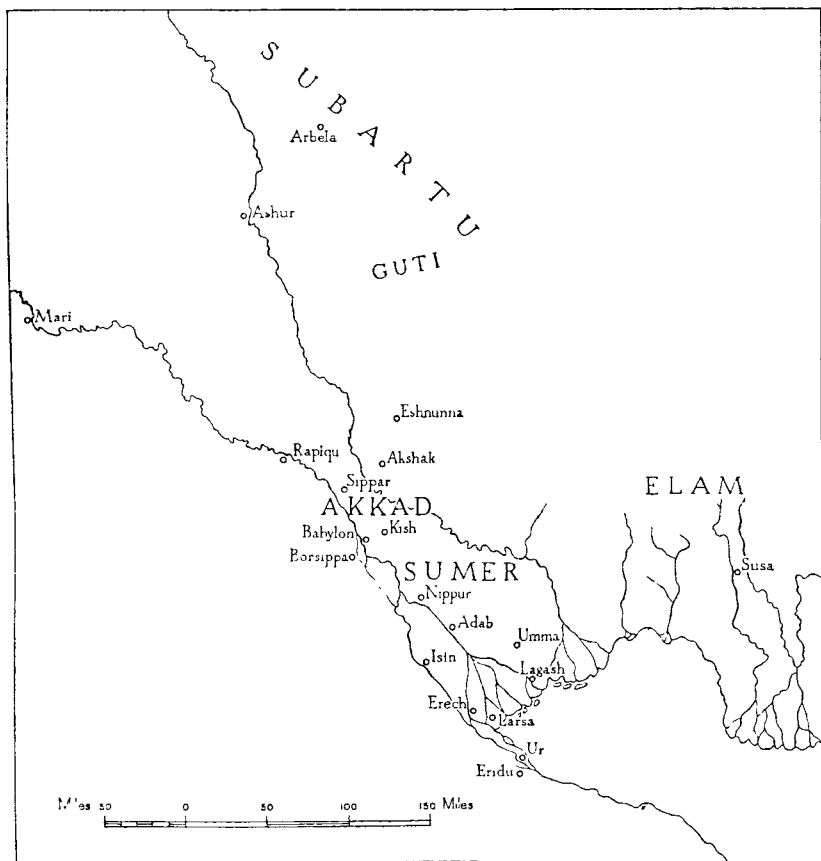 SUBARTU
Arbela
Ashur
GUTI
Mari
Eshnunna
Rapiqu
Akshak
Sippar
ELAM
AKKAD
Babylon
Kish
Borsippa
SUMER
Susa
Nippur
Adab
Umma
Isin
Lagash
Erech
Larsa
Ur
Eridu
Miles 50 0 50 100 150 Miles